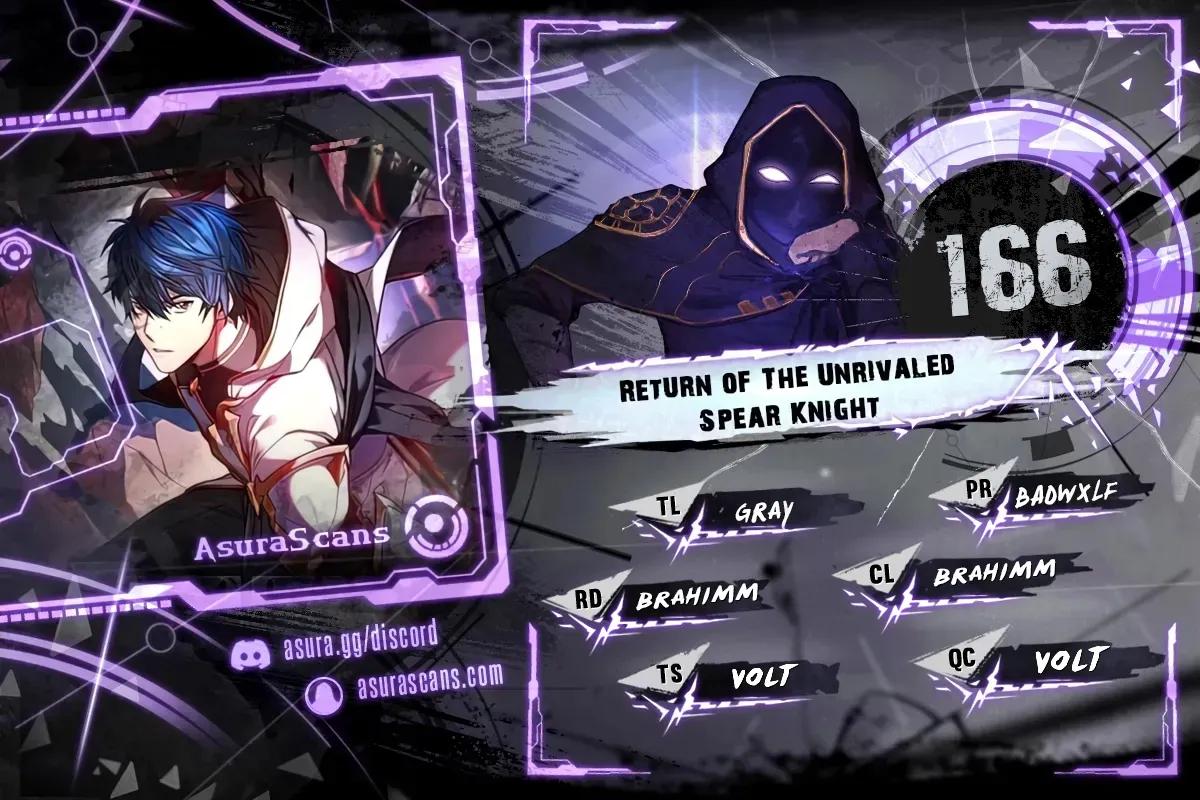 166
RETURN OF THE UNRIVALED
SPEAR KNIGHT
TL GRAY
PR BADWXLF
RD BRAHIMM
CL BRAHIMM
TS VOLT
QC VOLT
AsuraScans
asura.gg/discord
asurascans.com